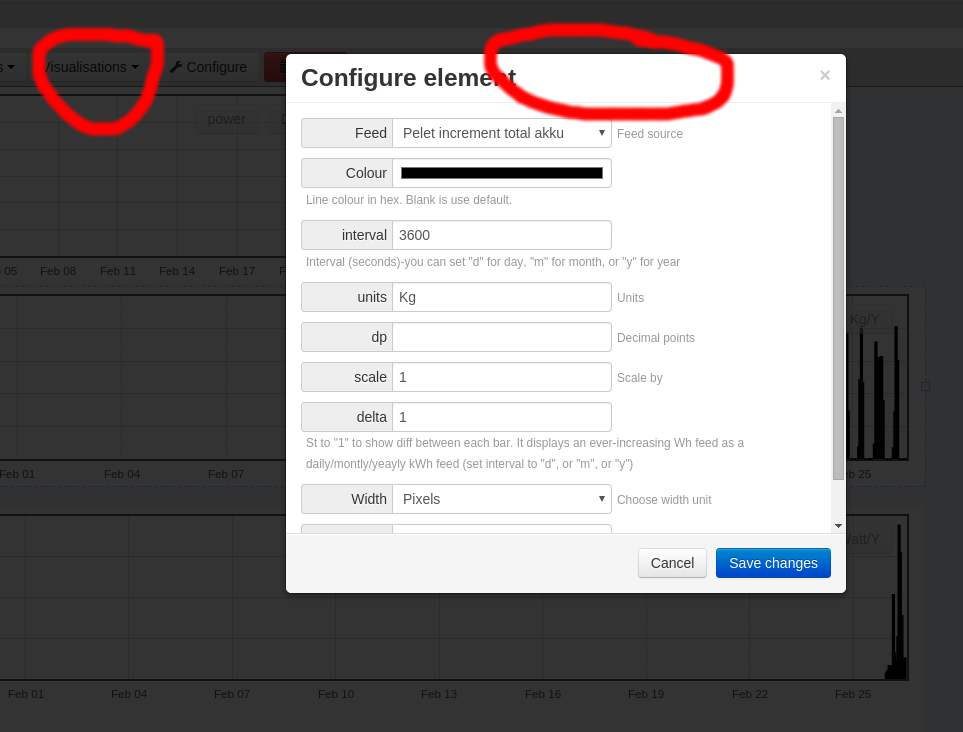 s
Visualisations
Configure
Configure element
×
power
Feed
Pelet increment total akku
Feed source
Colour
Line colour in hex. Blank is use default.
05 Feb 08 Feb 11 Feb 14 Feb 17 F
interval
3600
Interval (seconds)-you can set "d" for day, "m" for month, or "y" for year
units
Kg
Units
Kg/Y
dp
Decimal points
scale
1
Scale by
delta
1
St to "1" to show diff between each bar. It displays an ever-increasing Wh feed as a
daily/montly/yeayly kWh feed (set interval to "d", or "m", or "y")
Feb 01 Feb 04 Feb 07 eb 25
Width
Pixels
Choose width unit
Watt/Y
Cancel
Save changes
Feb 01 Feb 04 Feb 07 Feb 10 Feb 13 Feb 16 Feb 19 Feb 22 Feb 25